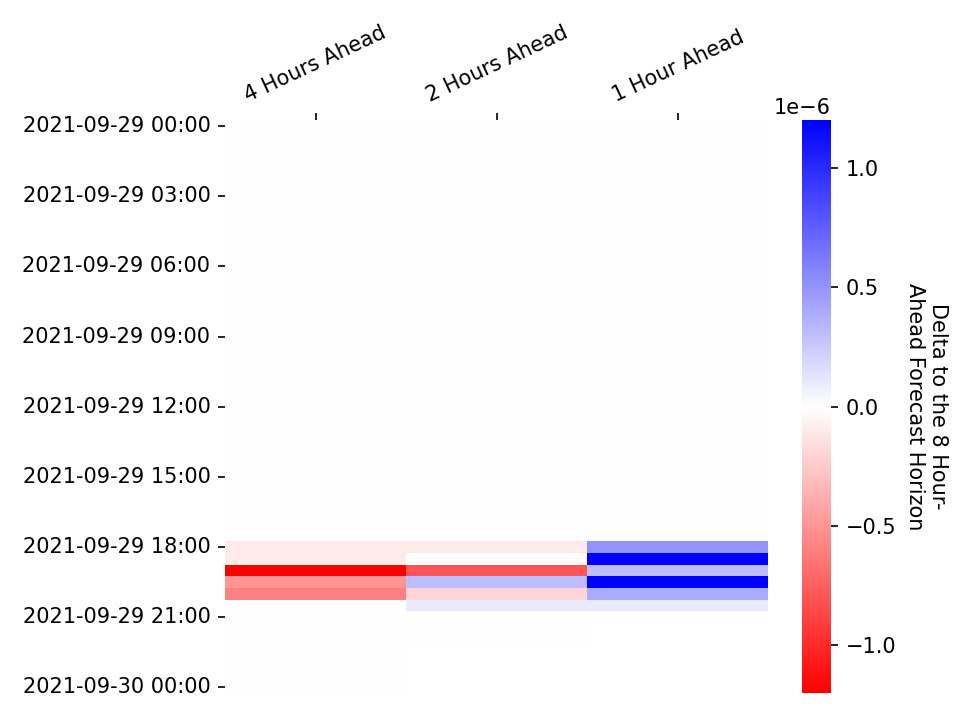 4 Hours Ahead
2 Hours Ahead
1 Hour Ahead
2021-09-29 00:00
2021-09-29 03:00
2021-09-29 06:00
2021-09-29 09:00
2021-09-29 12:00
2021-09-29 15:00
2021-09-29 18:00
2021-09-29 21:00
2021-09-30 00:00
1e−6
1.0
0.5
0.0
−0.5
−1.0
Delta to the 8 Hour-
Ahead Forecast Horizon